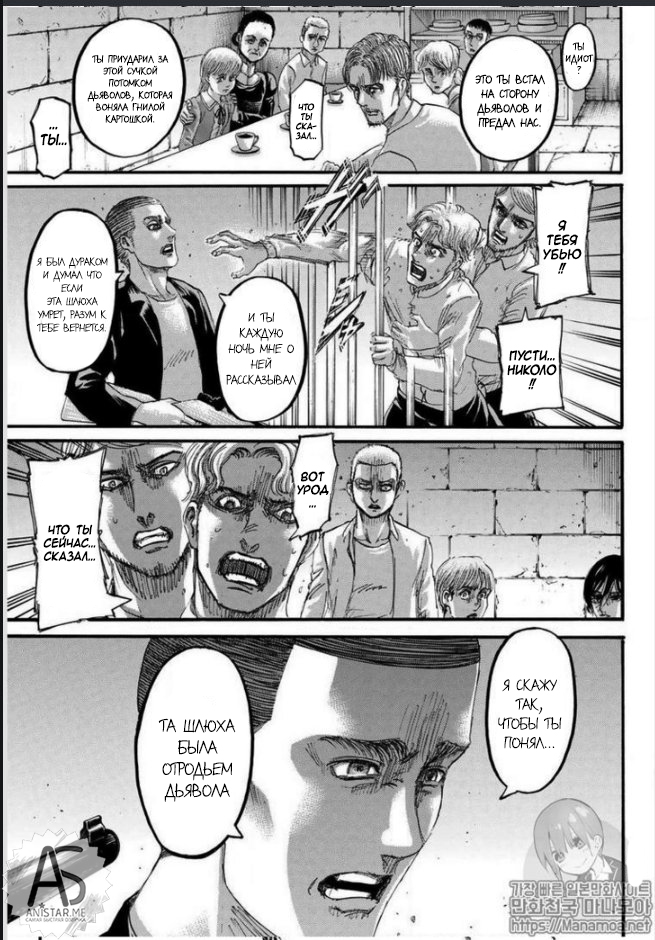 ТЫ
ИДИОТ
?
ЭТО ТЫ ВСТАЛ
НА СТОРОНУ
ДЬЯВОЛОВ И
ПРЕДАЛ НАС.
ЧТО
ТЫ
СКА-
ЗАЛ...
ТЫ ПРИУДАРИЛ ЗА
ЭТОЙ СУЧКОЙ
ПОТОМКОМ
ДЬЯВОЛОВ, КОТОРАЯ
ВОНЯЛА ГНИЛОЙ
КАРТОШКОЙ.
...
ТЫ...
Я
ТЕБЯ
УБЬЮ
!!
ПУСТИ...
НИКОЛО
!!
И ТЫ
КАЖДУЮ
НОЧЬ МНЕ О
НЕЙ
РАССКАЗЫВАЛ
Я БЫЛ ДУРАКОМ
И ДУМАЛ ЧТО
ЕСЛИ
ЭТА ШЛЮХА
УМРЕТ, РАЗУМ К
ТЕБЕ ВЕРНЕТСЯ.
ВОТ
УРОД
...
ЧТО ТЫ
СЕЙЧАС...
СКАЗАЛ...
Я СКАЖУ
ТАК,
ЧТОБЫ ТЫ
ПОНЯЛ...
ТА ШЛЮХА
БЫЛА
ОТРОДЬЕМ
ДЬЯВОЛА
AS
ANISTAR.ME
САМАЯ БЫСТРАЯ ОЗВУЧКА
가장 빠른 일본만화사이트
만화천국 마나모아
https://Manamoa.net